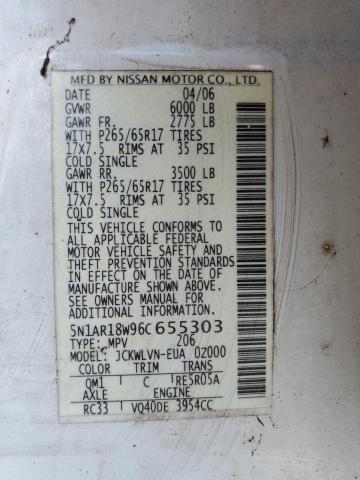 MFD BY NISSAN MOTOR CO., LTD.
DATE 04/06
GVWR 6000 LB
GAWR FR. 2775 LB
WITH P265/65R17 TIRES
17X7.5 RIMS AT 35 PSI
COLD SINGLE
GAWR RR. 3500 LB
WITH P265/65R17 TIRES
17X7.5 RIMS AT 35 PSI
COLD SINGLE
THIS VEHICLE CONFORMS TO
ALL APPLICABLE FEDERAL
MOTOR VEHICLE SAFETY AND
THEFT PREVENTION STANDARDS
IN EFFECT ON THE DATE OF
MANUFACTURE SHOWN ABOVE.
SEE OWNERS MANUAL FOR
ADDITIONAL INFORMATION.
5N1AR18W96C655303
TYPE: MPV 206
MODEL: JCKWLVN-EUA 0Z000
COLOR TRIM TRANS
QM1 C RE5R05A
AXLE ENGINE
RC33 VQ40DE 3954CC